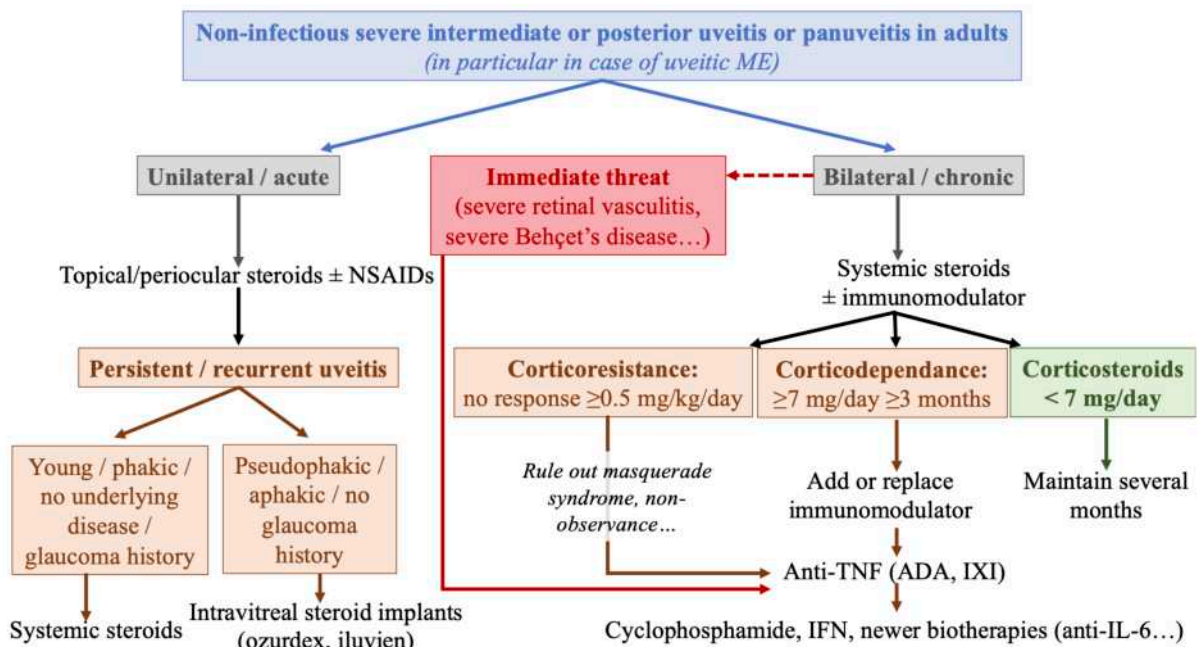 Non-infectious severe intermediate or posterior uveitis or panuveitis in adults
(in particular in case of uveitic ME)
Unilateral / acute
Immediate threat
(severe retinal vasculitis,
severe Behçet's disease…)
Bilateral / chronic
Topical/periocular steroids ± NSAIDs
Systemic steroids
± immunomodulator
Persistent / recurrent uveitis
Corticoresistance:
no response ≥0.5 mg/kg/day
Corticodependance:
≥7 mg/day ≥3 months
Corticosteroids
< 7 mg/day
Young / phakic /
no underlying
disease /
glaucoma history
Pseudophakic /
aphakic / no
glaucoma
history
Rule out masquerade
syndrome, non-
observance…
Add or replace
immunomodulator
Maintain several
months
Anti-TNF (ADA, IXI)
Systemic steroids
Intravitreal steroid implants
(ozurdex, iluvien)
Cyclophosphamide, IFN, newer biotherapies (anti-IL-6…)